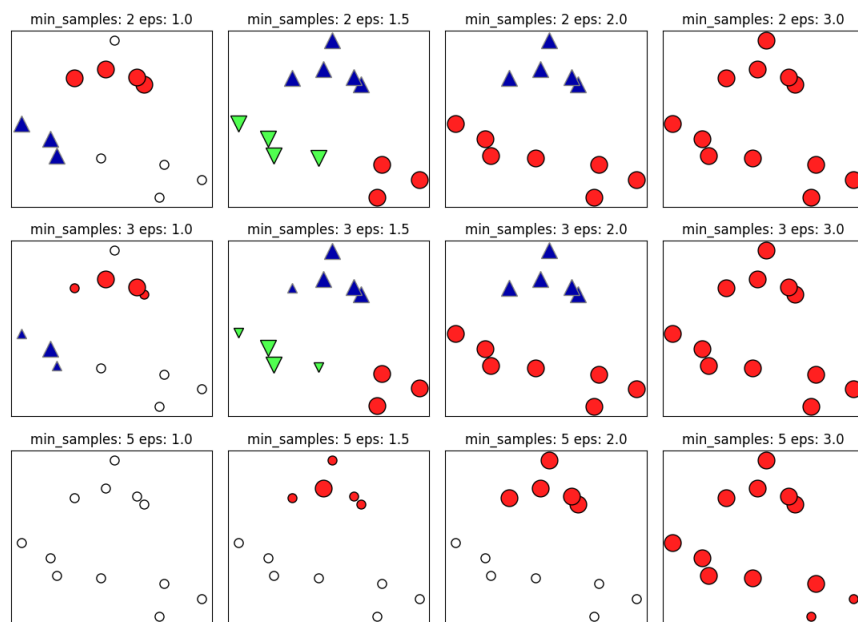 min_samples: 2 eps: 1.0
min_samples: 2 eps: 1.5
min_samples: 2 eps: 2.0
min_samples: 2 eps: 3.0
min_samples: 3 eps: 1.0
min_samples: 3 eps: 1.5
min_samples: 3 eps: 2.0
min_samples: 3 eps: 3.0
min_samples: 5 eps: 1.0
min_samples: 5 eps: 1.5
min_samples: 5 eps: 2.0
min_samples: 5 eps: 3.0